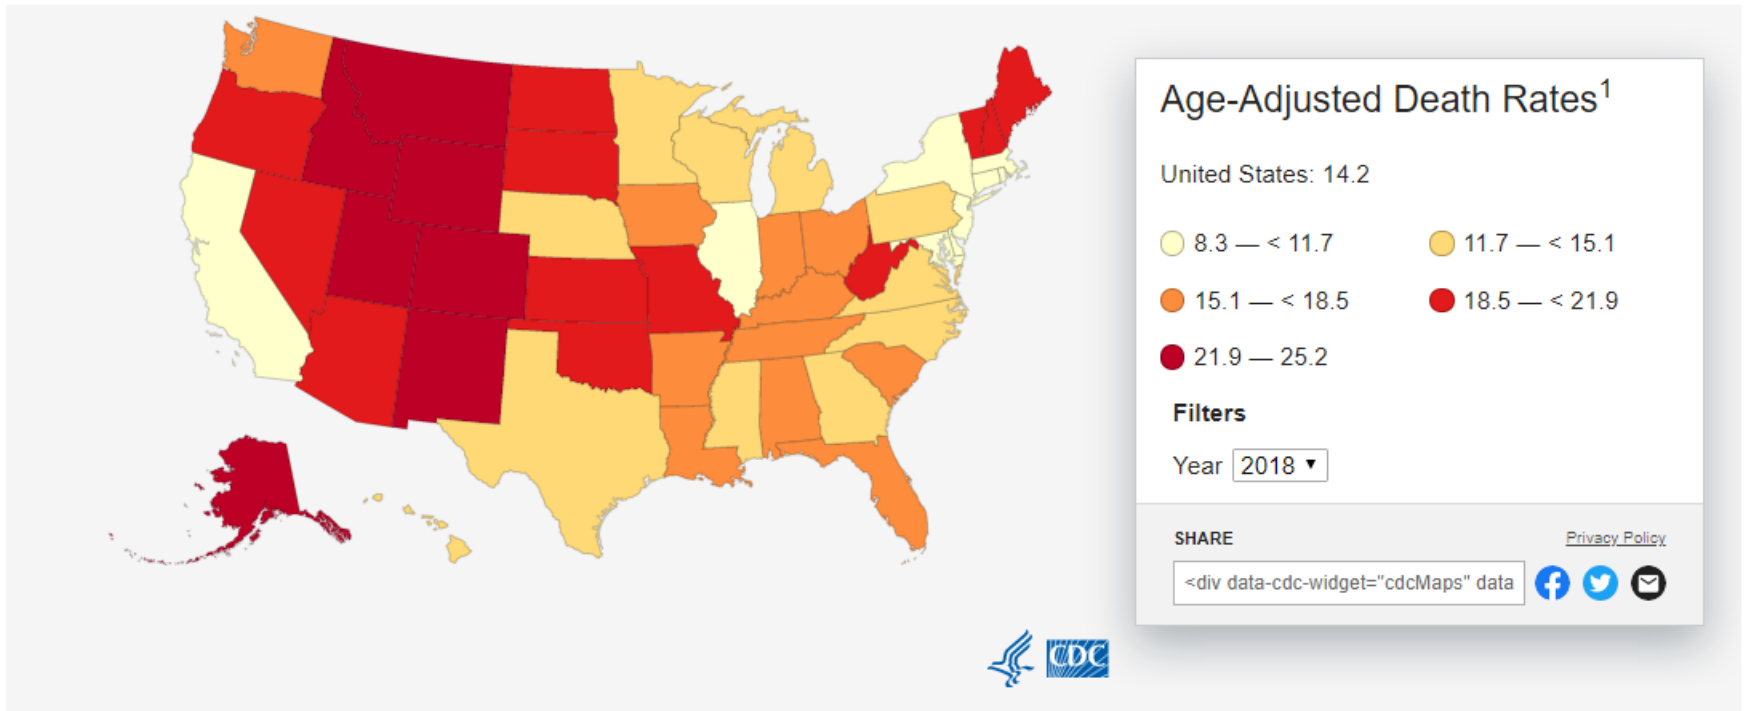 Age-Adjusted Death Rates1
United States: 14.2
8.3 — < 11.7
11.7 — < 15.1
15.1 — < 18.5
18.5 — < 21.9
21.9 — 25.2
Filters
Year 2018 ▼
SHARE
Privacy Policy
<div data-cdc-widget="cdcMaps" data
CDC